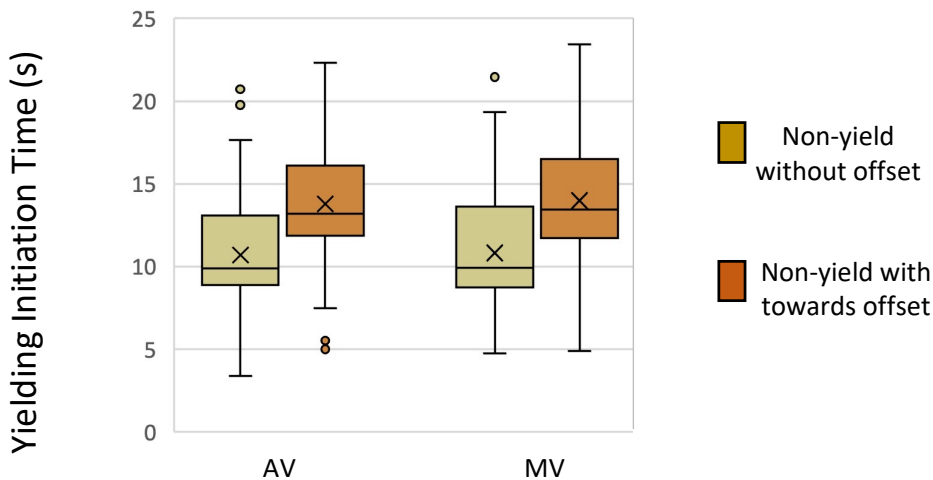 Yielding Initiation Time (s)
25
20
15
10
5
0
AV
MV
Non-yield
without offset
Non-yield with
towards offset